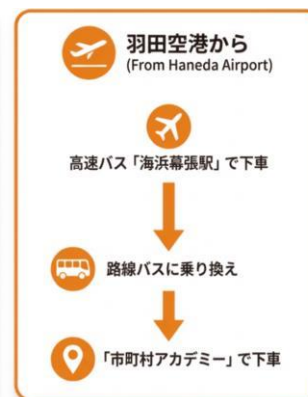 羽田空港から
(From Haneda Airport)
高速バス「海浜幕張駅」で下車
路線バスに乗り換え
「市町村アカデミー」で下車